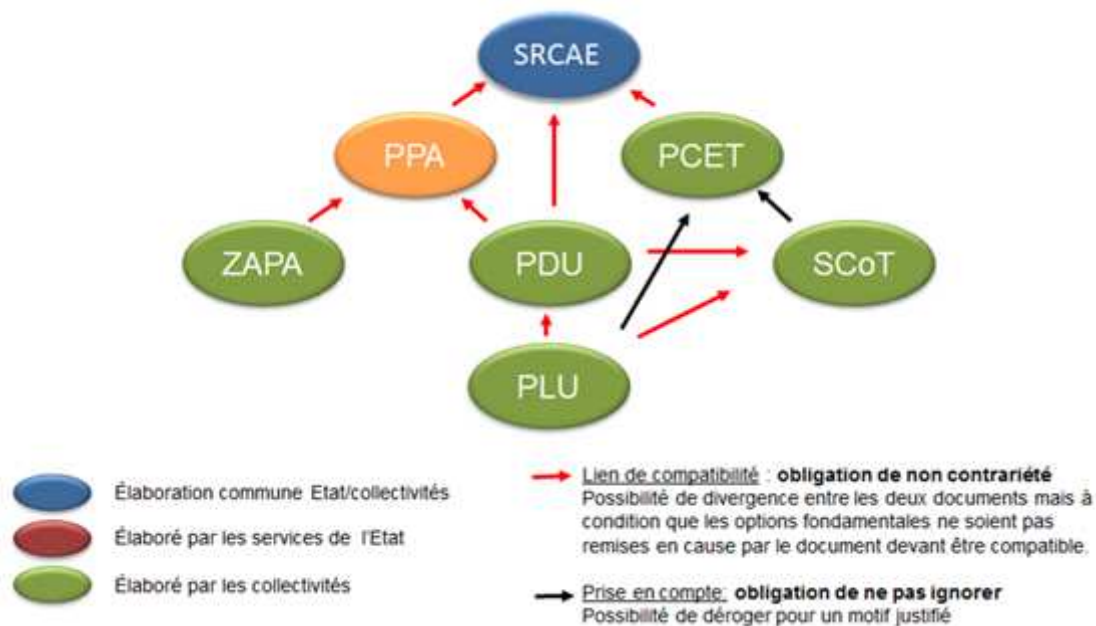 SRCAE
PPA
PCET
ZAPA
PDU
SCoT
PLU
Élaboration commune Etat/collectivités
Élaboré par les services de l'Etat
Élaboré par les collectivités
Lien de compatibilité : obligation de non contrariété
Possibilité de divergence entre les deux documents mais à
condition que les options fondamentales ne soient pas
remises en cause par le document devant être compatible.
Prise en compte: obligation de ne pas ignorer
Possibilité de déroger pour un motif justifié